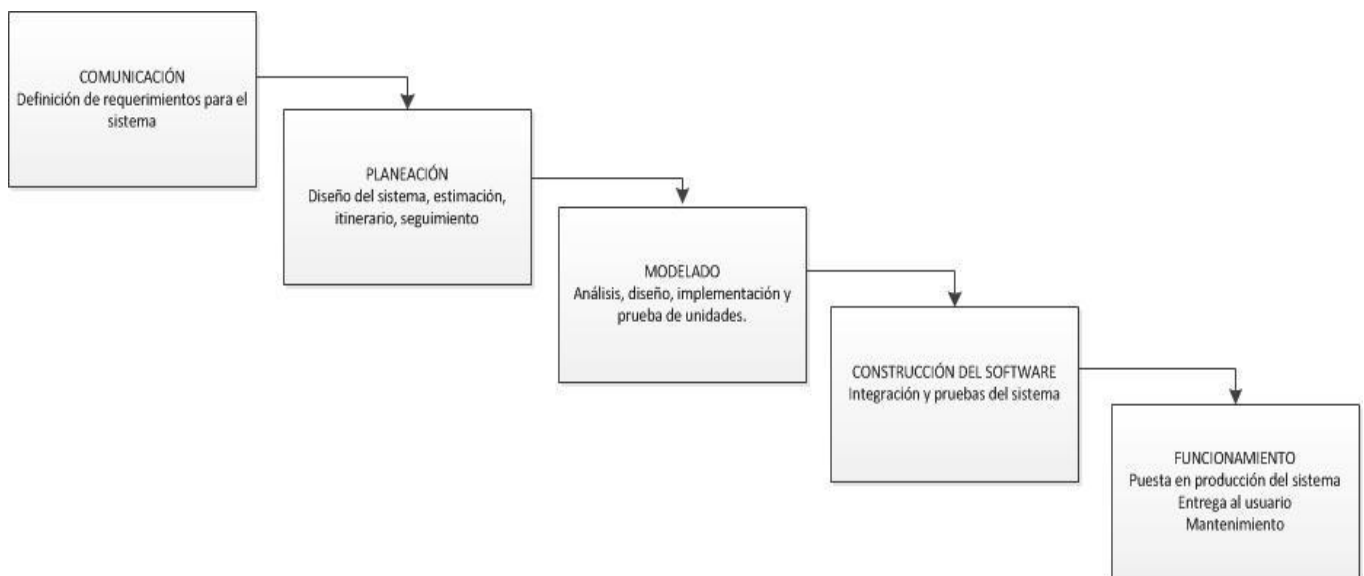 COMUNICACIÓN
Definición de requerimientos para el
sistema
PLANEACIÓN
Diseño del sistema, estimación,
itinerario, seguimiento
MODELADO
Análisis, diseño, implementación y
prueba de unidades.
CONSTRUCCIÓN DEL SOFTWARE
Integración y pruebas del sistema
FUNCIONAMIENTO
Puesta en producción del sistema
Entrega al usuario
Mantenimiento